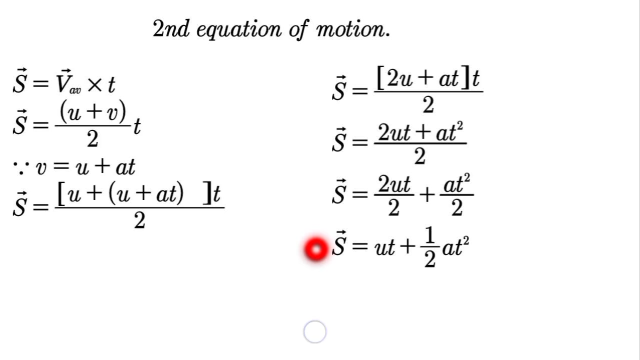 2nd equation of motion.
S⃗ = V⃗ₐᵥ × t
S⃗ = (u + v)/2 t
∵ v = u + at
S⃗ = [u + (u + at) ]t/2
S⃗ = [2u + at]t/2
S⃗ = 2ut + at²/2
S⃗ = 2ut/2 + at²/2
S⃗ = ut + 1/2 at²